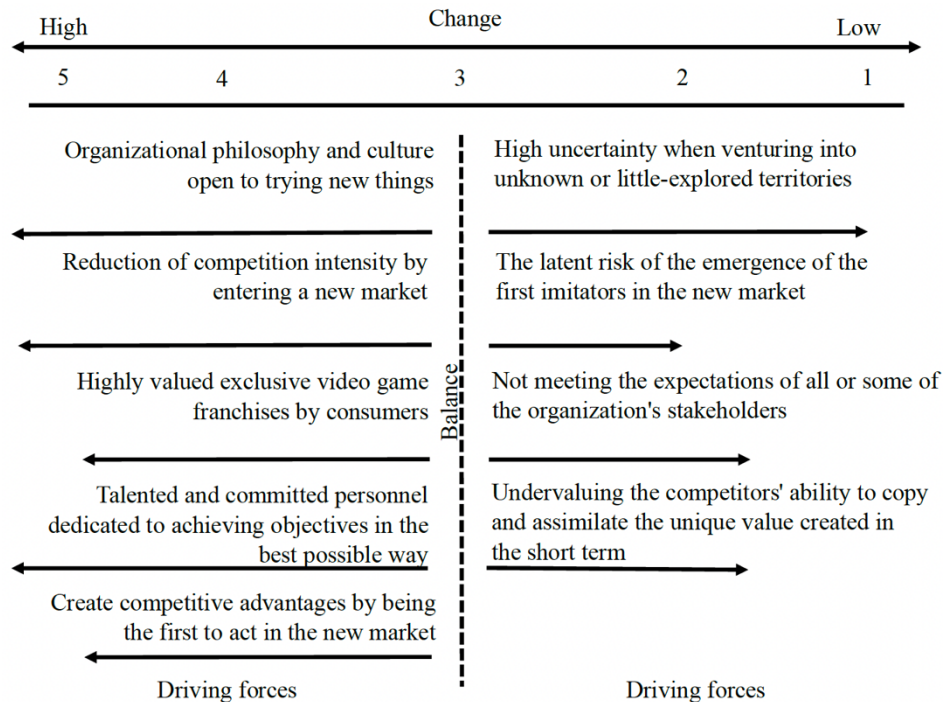 Change
High
Low
5
4
3
2
1
Organizational philosophy and culture
open to trying new things
High uncertainty when venturing into
unknown or little-explored territories
Reduction of competition intensity by
entering a new market
The latent risk of the emergence of the
first imitators in the new market
Highly valued exclusive video game
franchises by consumers
Balance
Not meeting the expectations of all or some of
the organization's stakeholders
Talented and committed personnel
dedicated to achieving objectives in the
best possible way
Undervaluing the competitors' ability to copy
and assimilate the unique value created in
the short term
Create competitive advantages by being
the first to act in the new market
Driving forces
Driving forces